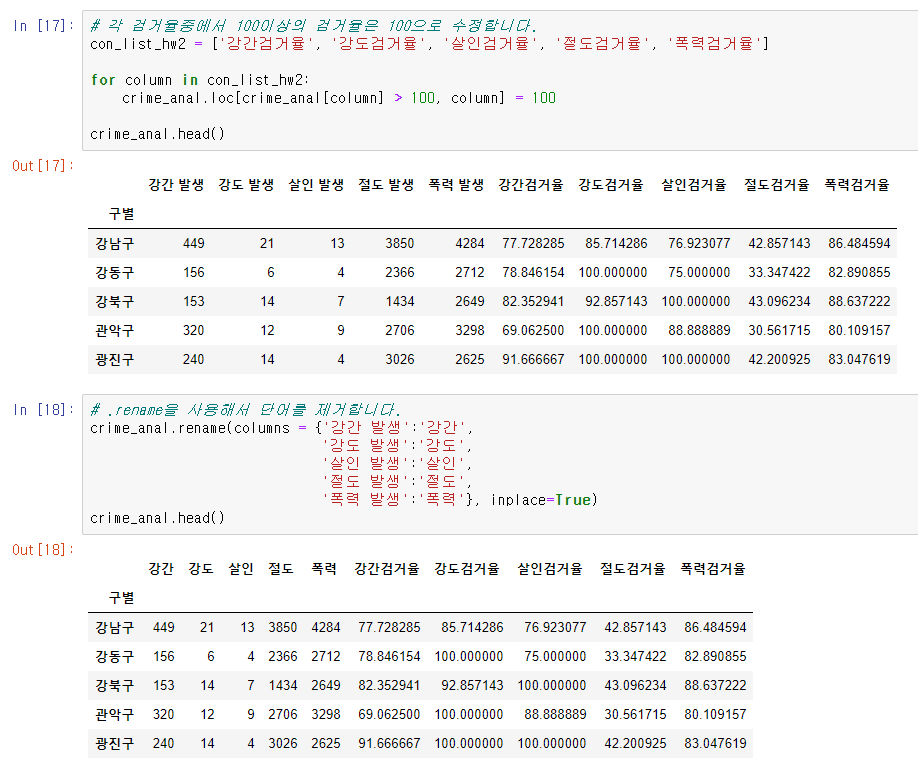 In [17]:
# 각 검거율중에서 100이상의 검거율은 100으로 수정합니다.
con_list_hw2 = ['강간검거율', '강도검거율', '살인검거율', '절도검거율', '폭력검거율']
for column in con_list_hw2:
crime_anal.loc[crime_anal[column] > 100, column] = 100
crime_anal.head()
Out[17]:
강간 발생 강도 발생 살인 발생 절도 발생 폭력 발생 강간검거율 강도검거율 살인검거율 절도검거율 폭력검거율
구별
강남구 449 21 13 3850 4284 77.728285 85.714286 76.923077 42.857143 86.484594
강동구 156 6 4 2366 2712 78.846154 100.000000 75.000000 33.347422 82.890855
강북구 153 14 7 1434 2649 82.352941 92.857143 100.000000 43.096234 88.637222
관악구 320 12 9 2706 3298 69.062500 100.000000 88.888889 30.561715 80.109157
광진구 240 14 4 3026 2625 91.666667 100.000000 100.000000 42.200925 83.047619
In [18]:
# .rename을 사용해서 단어를 제거합니다.
crime_anal.rename(columns = {'강간 발생':'강간',
'강도 발생':'강도',
'살인 발생':'살인',
'절도 발생':'절도',
'폭력 발생':'폭력'}, inplace=True)
crime_anal.head()
Out[18]:
강간 강도 살인 절도 폭력 강간검거율 강도검거율 살인검거율 절도검거율 폭력검거율
구별
강남구 449 21 13 3850 4284 77.728285 85.714286 76.923077 42.857143 86.484594
강동구 156 6 4 2366 2712 78.846154 100.000000 75.000000 33.347422 82.890855
강북구 153 14 7 1434 2649 82.352941 92.857143 100.000000 43.096234 88.637222
관악구 320 12 9 2706 3298 69.062500 100.000000 88.888889 30.561715 80.109157
광진구 240 14 4 3026 2625 91.666667 100.000000 100.000000 42.200925 83.047619